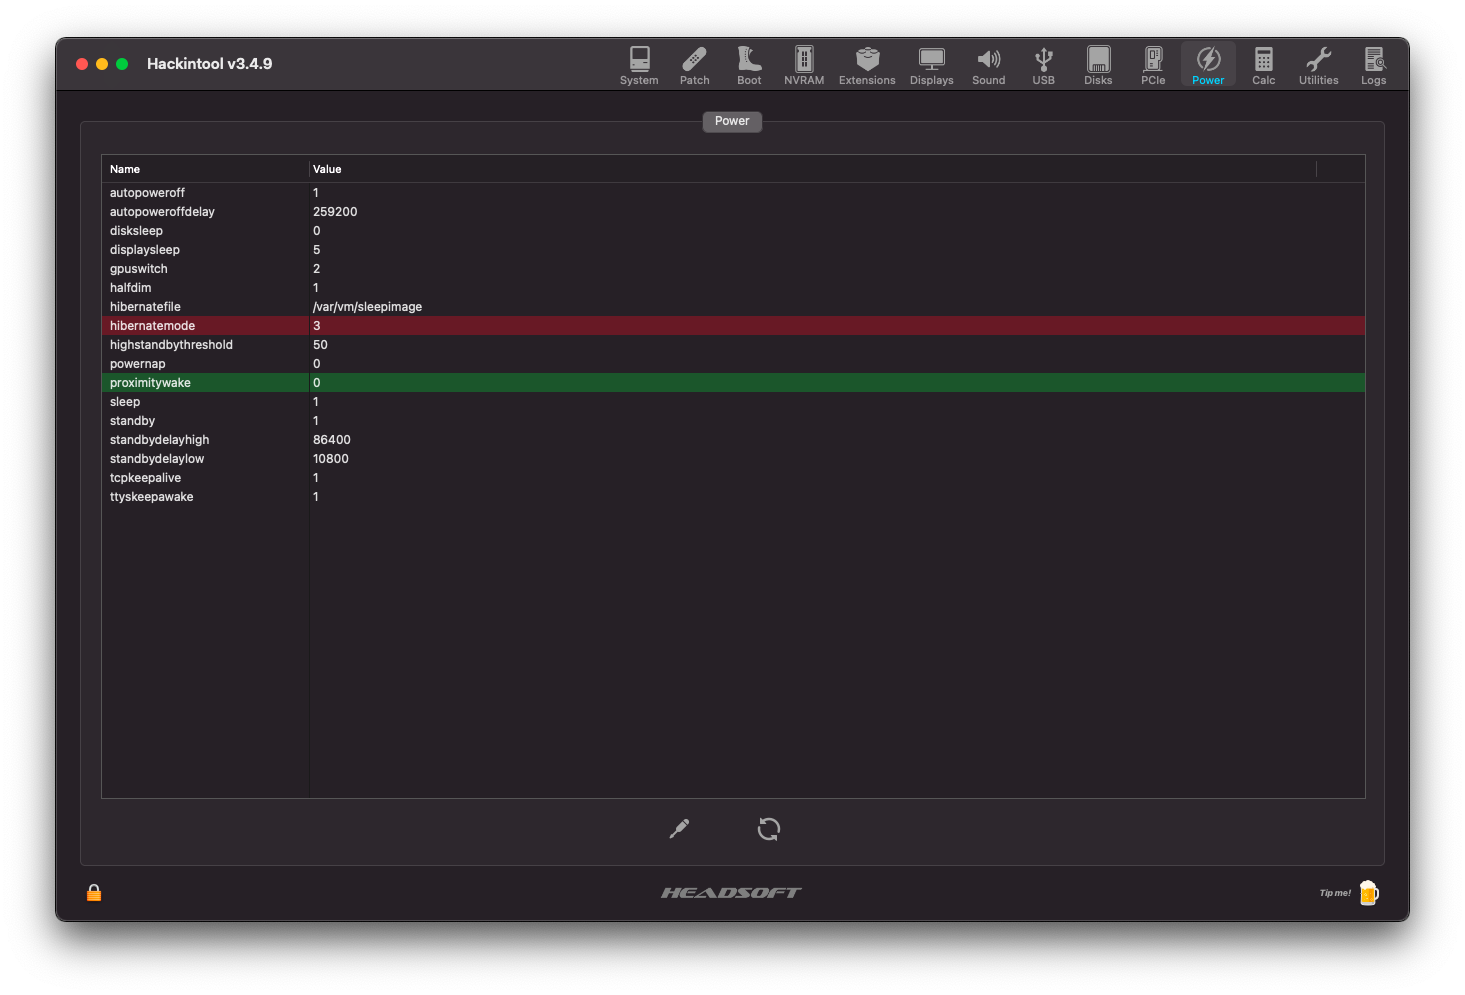 Hackintool v3.4.9
System Patch Boot NVRAM Extensions Displays Sound USB Disks PCIe Power Calc Utilities Logs
Power
Name Value
autopoweroff 1
autopoweroffdelay 259200
disksleep 0
displaysleep 5
gpuswitch 2
halfdim 1
hibernatefile /var/vm/sleepimage
hibernatemode 3
highstandbythreshold 50
powernap 0
proximitywake 0
sleep 1
standby 1
standbydelayhigh 86400
standbydelaylow 10800
tcpkeepalive 1
ttyskeepawake 1
HEADSOFT
Tip me!